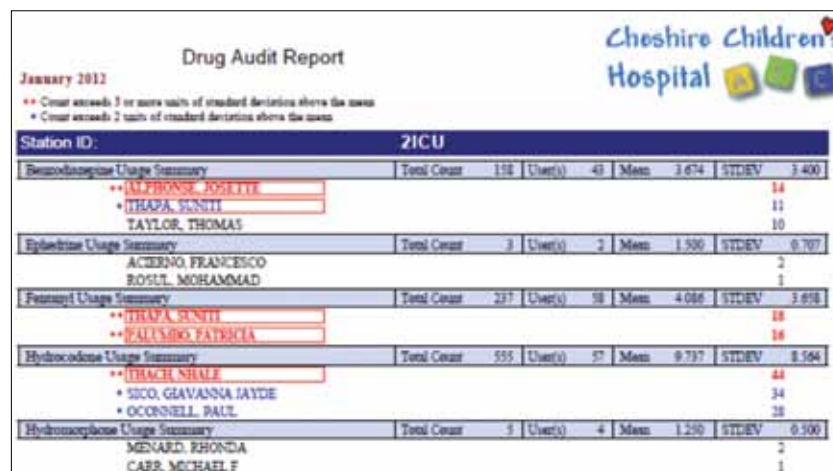 Drug Audit Report
Cheshire Children's
Hospital ABC
January 2012
** Count exceeds 3 or more units of standard deviation above the mean
* Count exceeds 2 units of standard deviation above the mean
Station ID: 2ICU
Benzodiazepine Usage Summary Total Count 158 User(s) 43 Mean 3.674 STDEV 3.400
** ALPHONSE, JOSETTE 14
* THAPA, SUNITI 11
TAYLOR, THOMAS 10
Ephedrine Usage Summary Total Count 3 User(s) 2 Mean 1.500 STDEV 0.707
ACIERNO, FRANCESCO 2
ROSUL, MOHAMMAD 1
Fentanyl Usage Summary Total Count 237 User(s) 58 Mean 4.086 STDEV 3.658
** THAPA, SUNITI 18
** PALUMBO, PATRICIA 16
Hydrocodone Usage Summary Total Count 555 User(s) 57 Mean 9.737 STDEV 8.564
** THACH, NHALE 44
* SICO, GIAVANNA JAYDE 34
* OCONNELL, PAUL 28
Hydromorphone Usage Summary Total Count 5 User(s) 4 Mean 1.250 STDEV 0.500
MENARD, RHONDA 2
CARR, MICHAEL F 1